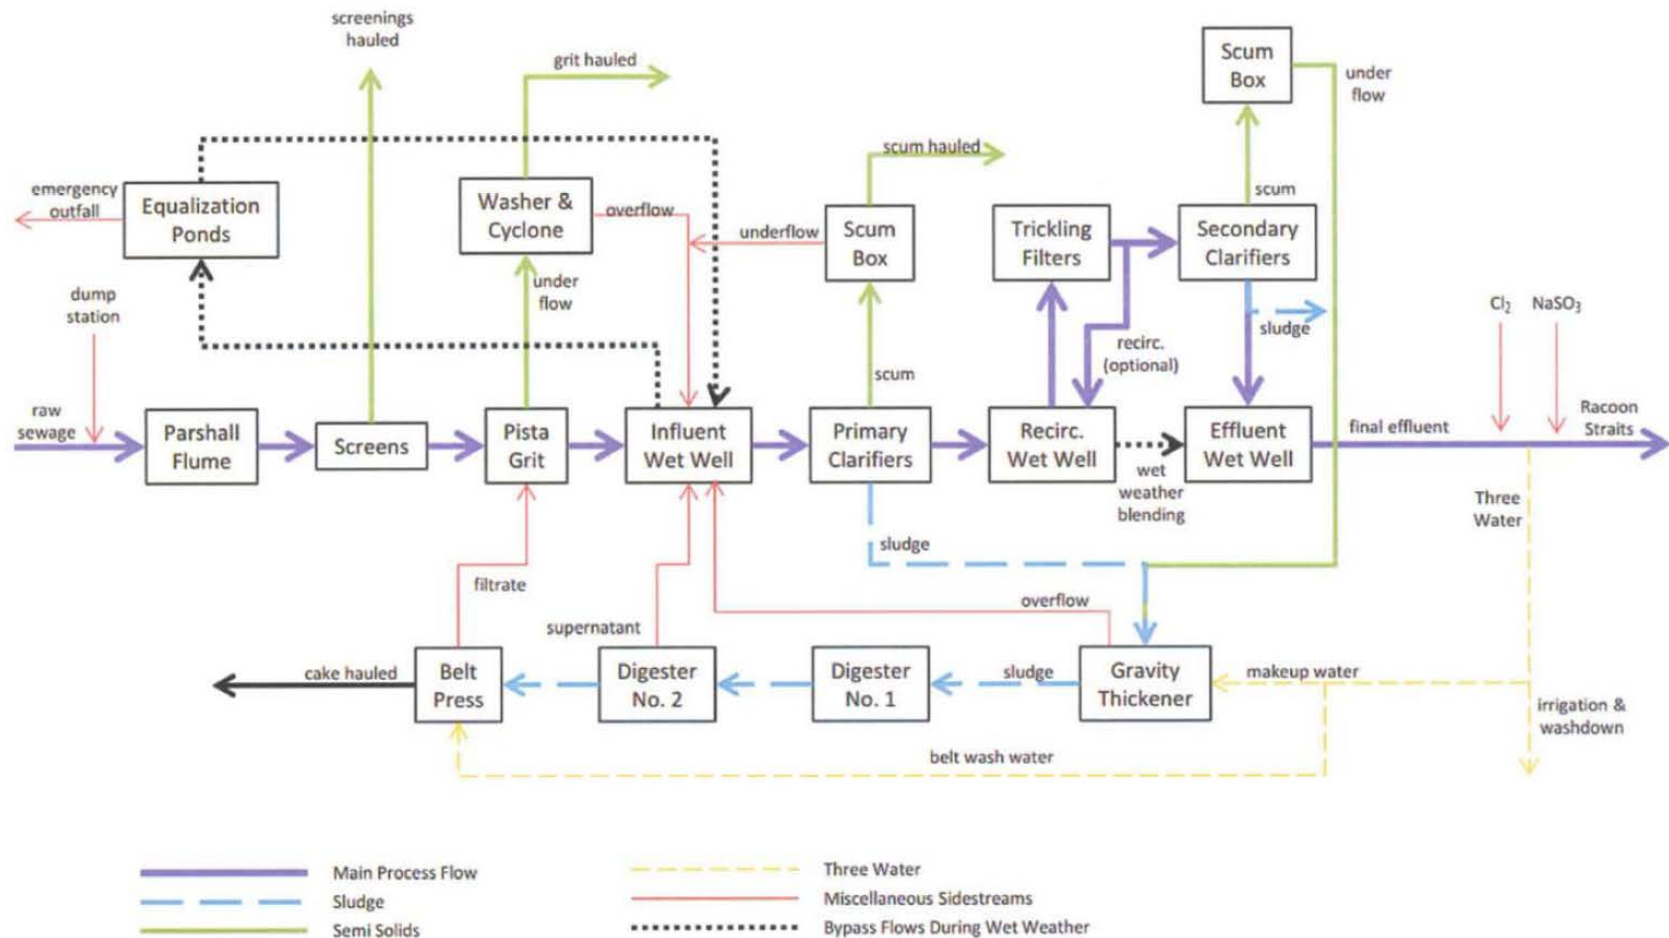 screenings
hauled
grit hauled
Scum
Box
under
flow
scum hauled
emergency
outfall
Equalization
Ponds
Washer &
Cyclone
overflow
underflow
Scum
Box
Trickling
Filters
scum
Secondary
Clarifiers
dump
station
under
flow
sludge
recirc.
(optional)
Cl2
NaSO3
raw
sewage
Parshall
Flume
Screens
Pista
Grit
Influent
Wet Well
scum
Primary
Clarifiers
Recirc.
Wet Well
wet
weather
blending
Effluent
Wet Well
final effluent
Racoon
Straits
Three
Water
sludge
filtrate
supernatant
overflow
cake hauled
Belt
Press
Digester
No. 2
Digester
No. 1
sludge
Gravity
Thickener
makeup water
irrigation &
washdown
belt wash water
Main Process Flow
Sludge
Semi Solids
Three Water
Miscellaneous Sidestreams
Bypass Flows During Wet Weather